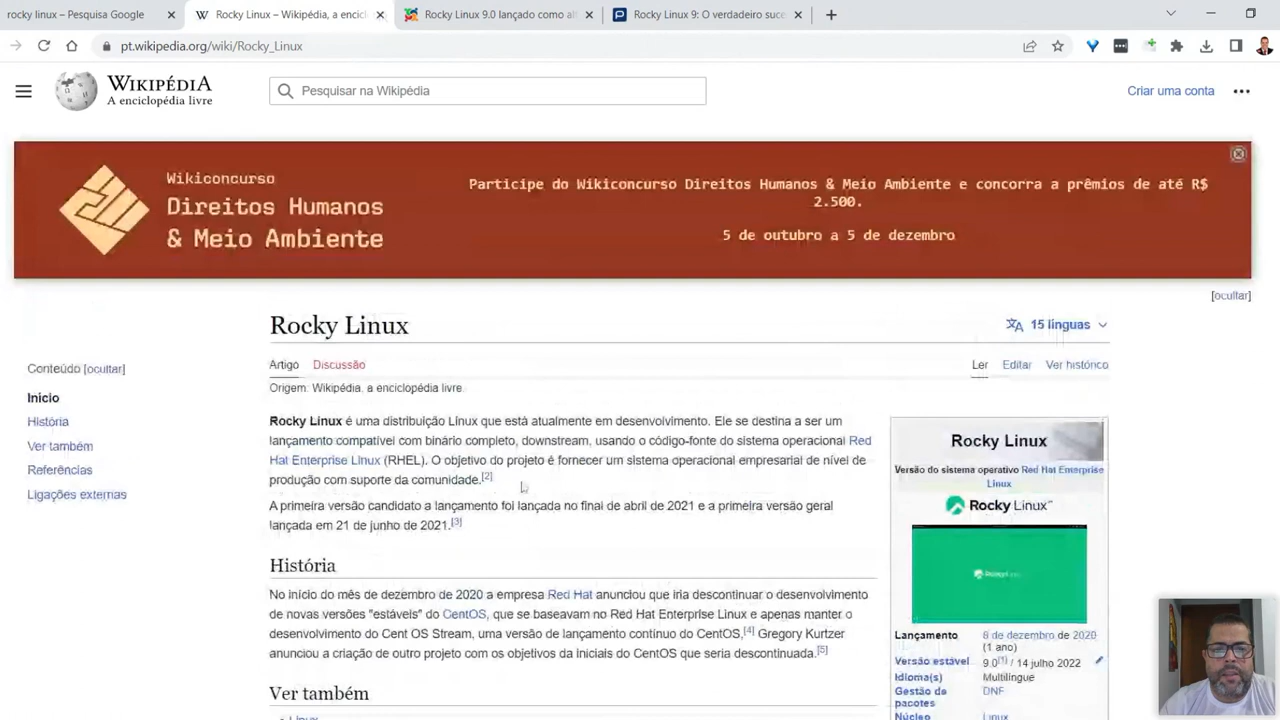 rocky linux – Pesquisa Google
Rocky Linux – Wikipédia, a encicl
Rocky Linux 9.0 lançado como alt
Rocky Linux 9: O verdadeiro suce
pt.wikipedia.org/wiki/Rocky_Linux
WIKIPÉDIA
A enciclopédia livre
Pesquisar na Wikipédia
Criar uma conta
Wikiconcurso
Direitos Humanos
& Meio Ambiente
Participe do Wikiconcurso Direitos Humanos & Meio Ambiente e concorra a prêmios de até R$
2.500.
5 de outubro a 5 de dezembro
[ocultar]
Rocky Linux
15 línguas
Conteúdo [ocultar]
Início
História
Ver também
Referências
Ligações externas
Artigo Discussão
Ler Editar Ver histórico
Origem: Wikipédia, a enciclopédia livre.
Rocky Linux é uma distribuição Linux que está atualmente em desenvolvimento. Ele se destina a ser um
lançamento compatível com binário completo, downstream, usando o código-fonte do sistema operacional Red
Hat Enterprise Linux (RHEL). O objetivo do projeto é fornecer um sistema operacional empresarial de nível de
produção com suporte da comunidade.[2]
A primeira versão candidato a lançamento foi lançada no final de abril de 2021 e a primeira versão geral
lançada em 21 de junho de 2021.[3]
História
No início do mês de dezembro de 2020 a empresa Red Hat anunciou que iria descontinuar o desenvolvimento
de novas versões "estáveis" do CentOS, que se baseavam no Red Hat Enterprise Linux e apenas manter o
desenvolvimento do Cent OS Stream, uma versão de lançamento contínuo do CentOS,[4] Gregory Kurtzer
anunciou a criação de outro projeto com os objetivos da iniciais do CentOS que seria descontinuada.[5]
Ver também
Linux
Rocky Linux
Versão do sistema operativo Red Hat Enterprise
Linux
Rocky Linux™
Lançamento 8 de dezembro de 2020
(1 ano)
Versão estável 9.0[1] / 14 julho 2022
Idioma(s) Multilíngue
Gestão de DNF
pacotes
Núcleo Linux